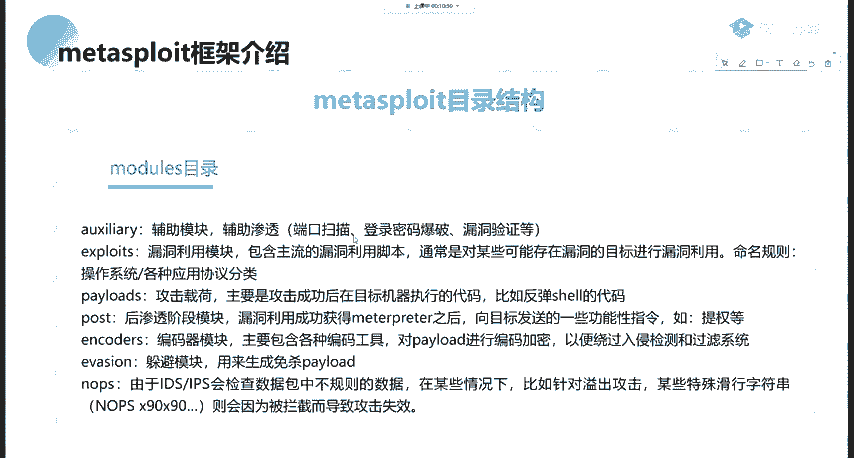 metasploit框架介绍
metasploit目录结构
modules目录
auxiliary：辅助模块，辅助渗透（端口扫描、登录密码爆破、漏洞验证等）
exploits：漏洞利用模块，包含主流的漏洞利用脚本，通常是对某些可能存在漏洞的目标进行漏洞利用。命名规则：
操作系统/各种应用协议分类
payloads：攻击载荷，主要是攻击成功后在目标机器执行的代码，比如反弹shell的代码
post：后渗透阶段模块，漏洞利用成功获得meterpreter之后，向目标发送的一些功能性指令，如：提权等
encoders：编码器模块，主要包含各种编码工具，对payload进行编码加密，以便绕过入侵检测和过滤系统
evasion：躲避模块，用来生成免杀payload
nops：由于IDS/IPS会检查数据包中不规则的数据，在某些情况下，比如针对溢出攻击，某些特殊滑行字符串
（NOPS x90x90...）则会因为被拦截而导致攻击失效。